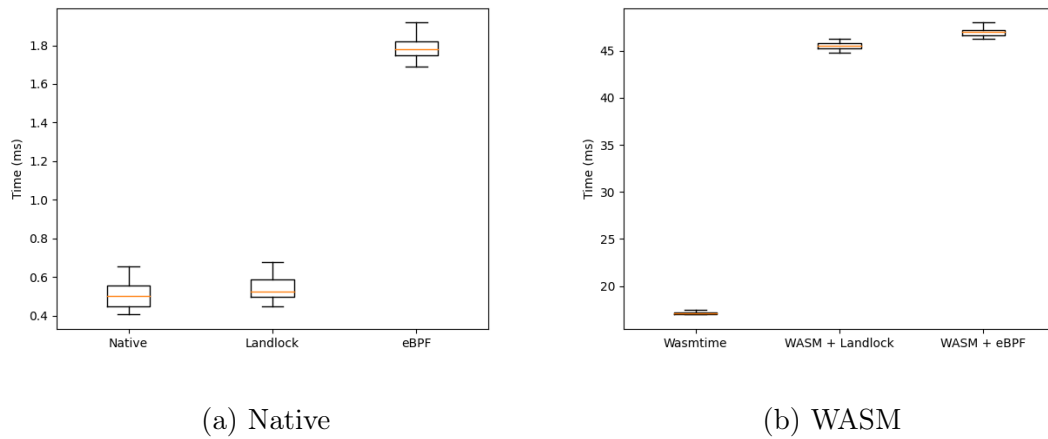 1.8
1.6
1.4
1.2
1.0
0.8
0.6
0.4
Time (ms)
Native
Landlock
eBPF
(a) Native
45
40
35
30
25
20
Time (ms)
Wasmtime
WASM + Landlock
WASM + eBPF
(b) WASM